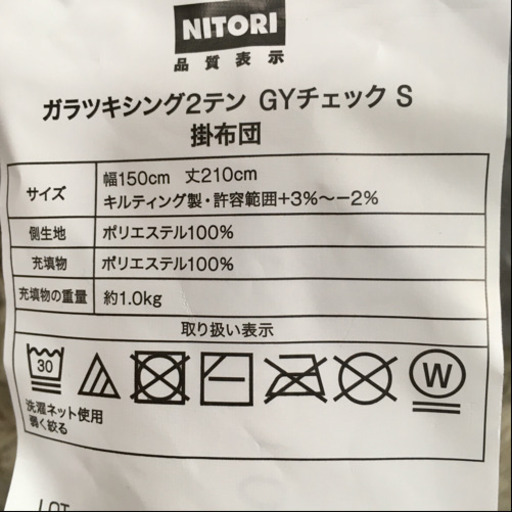 NITORI
品質表示
ガラツキシング2テン GYチェック S
掛布団
サイズ
幅150cm 丈210cm
キルティング製・許容範囲+3%〜−2%
側生地
ポリエステル100%
充填物
ポリエステル100%
充填物の重量
約1.0kg
取り扱い表示
30
W
洗濯ネット使用
弱く絞る
LOT